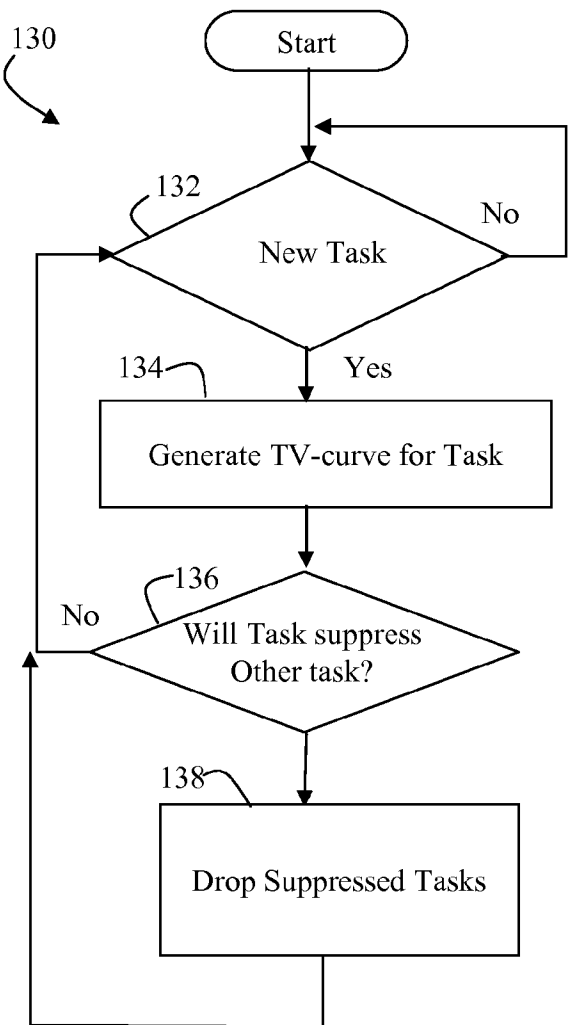 130
Start
132
No
New Task
134
Yes
Generate TV-curve for Task
136
No
Will Task suppress
Other task?
138
Drop Suppressed Tasks